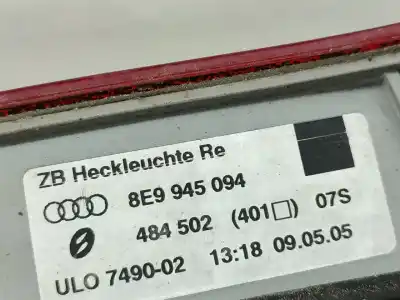 ZB Heckleuchte Re
8E9 945 094
484 502 (401□) 07S
ULO 7490-02 13:18 09.05.05